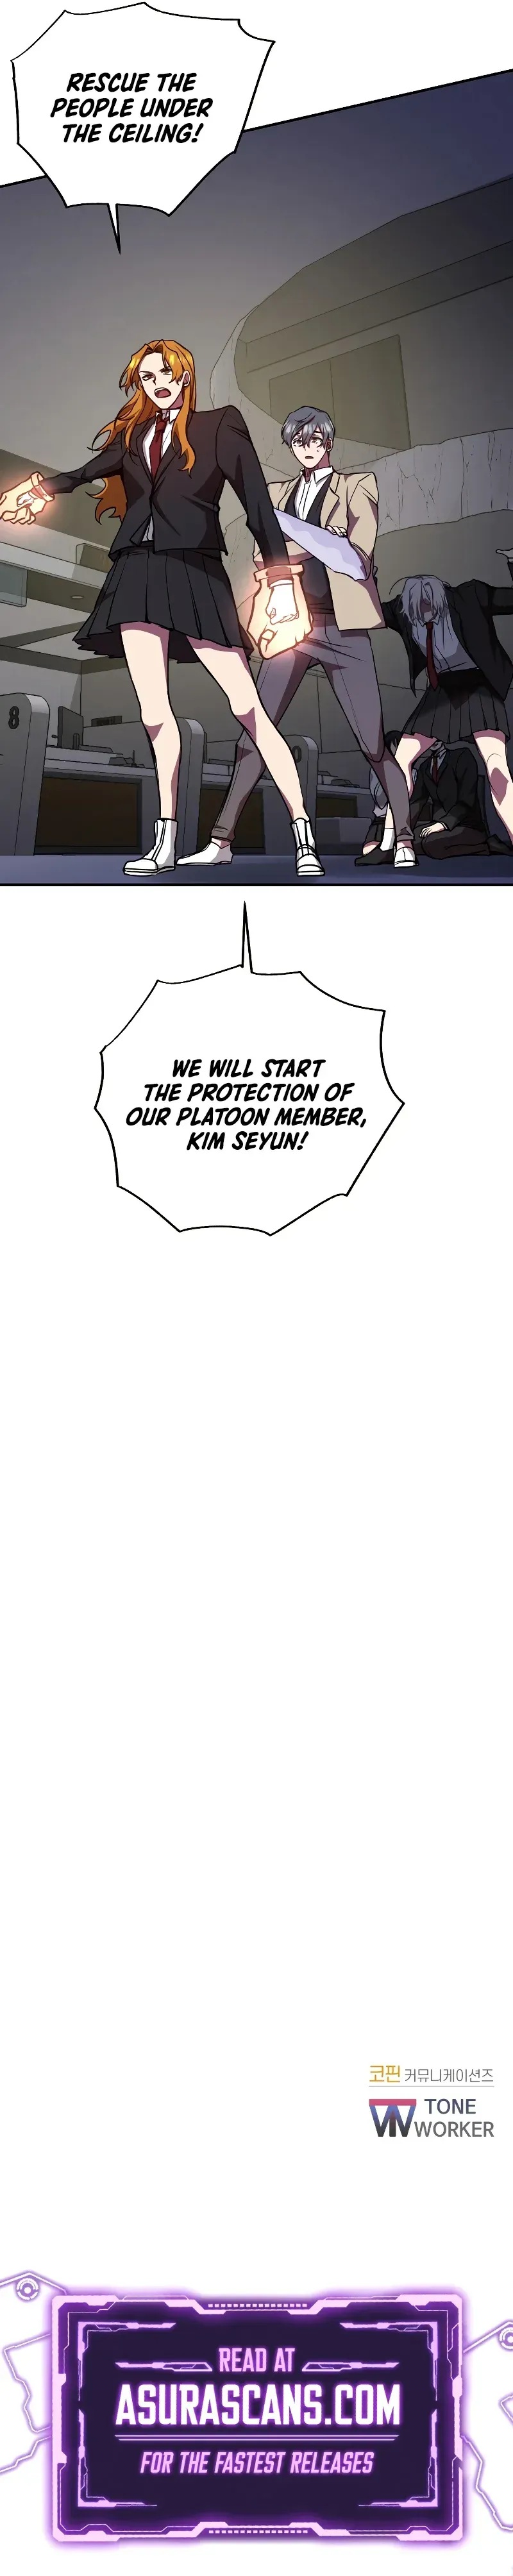 RESCUE THE
PEOPLE UNDER
THE CEILING!
8
WE WILL START
THE PROTECTION OF
OUR PLATOON MEMBER,
KIM SEYUN!
코핀 커뮤니케이션즈
TONE
WORKER
READ AT
ASURASCANS.COM
FOR THE FASTEST RELEASES